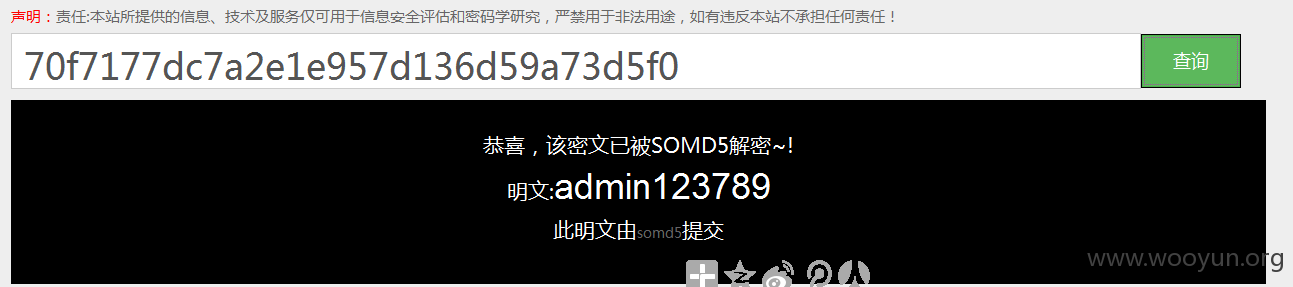 声明：责任:本站所提供的信息、技术及服务仅可用于信息安全评估和密码学研究，严禁用于非法用途，如有违反本站不承担任何责任！
70f7177dc7a2e1e957d136d59a73d5f0
查询
恭喜，该密文已被SOMD5解密~!
明文:admin123789
此明文由somd5提交
www.wooyun.org